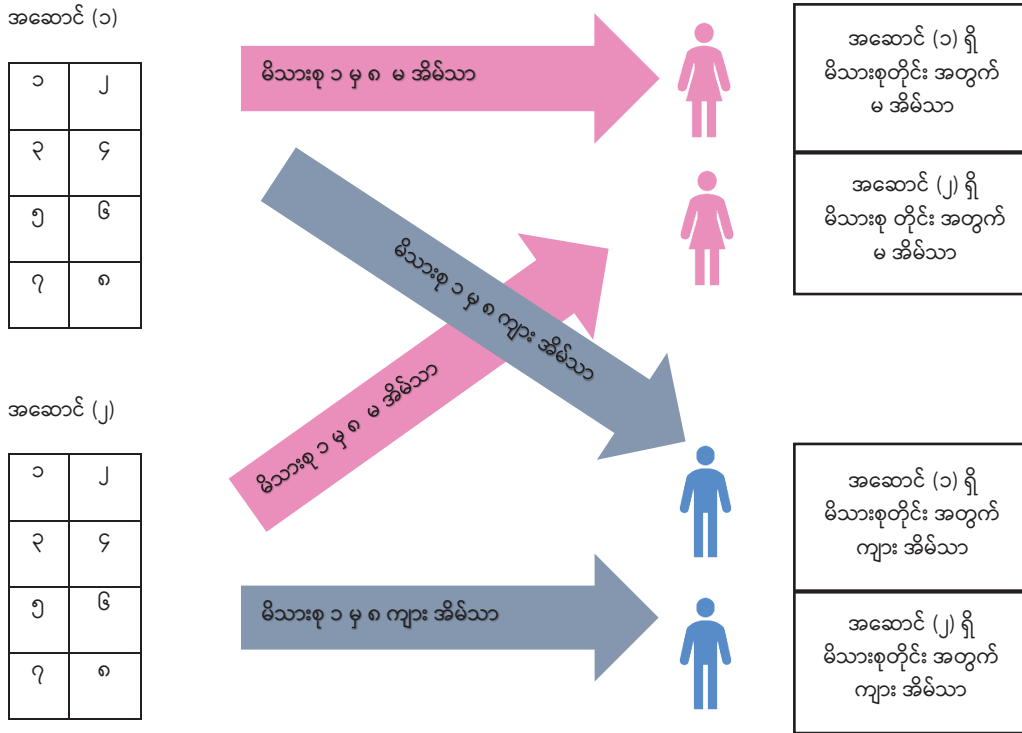 အဆောင် (၁)
၁ ၂
၃ ၄
၅ ၆
၇ ၈
မိသားစု ၁ မှ ၈ မ အိမ်သာ
မိသားစု ၁ မှ ၈ ကျား အိမ်သာ
အဆောင် (၁) ရှိ
မိသားစုတိုင်း အတွက်
မ အိမ်သာ
အဆောင် (၂) ရှိ
မိသားစု တိုင်း အတွက်
မ အိမ်သာ
အဆောင် (၂)
၁ ၂
၃ ၄
၅ ၆
၇ ၈
မိသားစု ၁ မှ ၈ မ အိမ်သာ
မိသားစု ၁ မှ ၈ ကျား အိမ်သာ
အဆောင် (၁) ရှိ
မိသားစုတိုင်း အတွက်
ကျား အိမ်သာ
အဆောင် (၂) ရှိ
မိသားစုတိုင်း အတွက်
ကျား အိမ်သာ